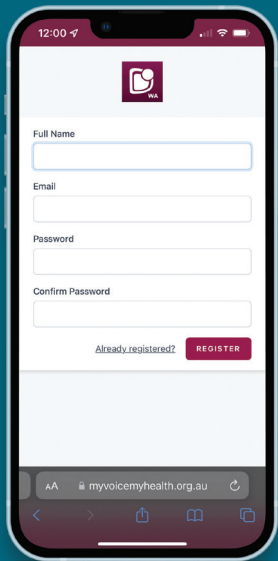 12:00
WA
Full Name
Email
Password
Confirm Password
Already registered? REGISTER
AA myvoicemyhealth.org.au